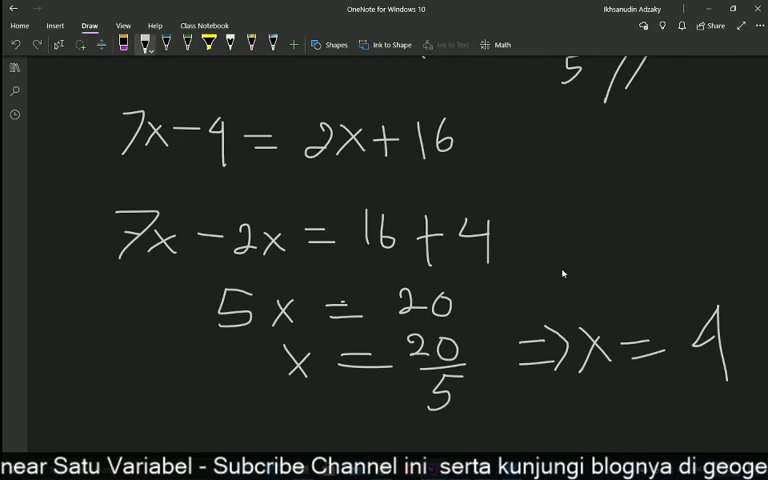 OneNote for Windows 10
Ikhsanudin Adzaky
Home Insert Draw View Help Class Notebook
Share
Shapes Ink to Shape Ink to Text Math
5 //
7x - 4 = 2x + 16
7x - 2x = 16 + 4
5x = 20
x = 20/5 ⇒ x = 4
near Satu Variabel - Subcribe Channel ini serta kunjungi blognya di geoge